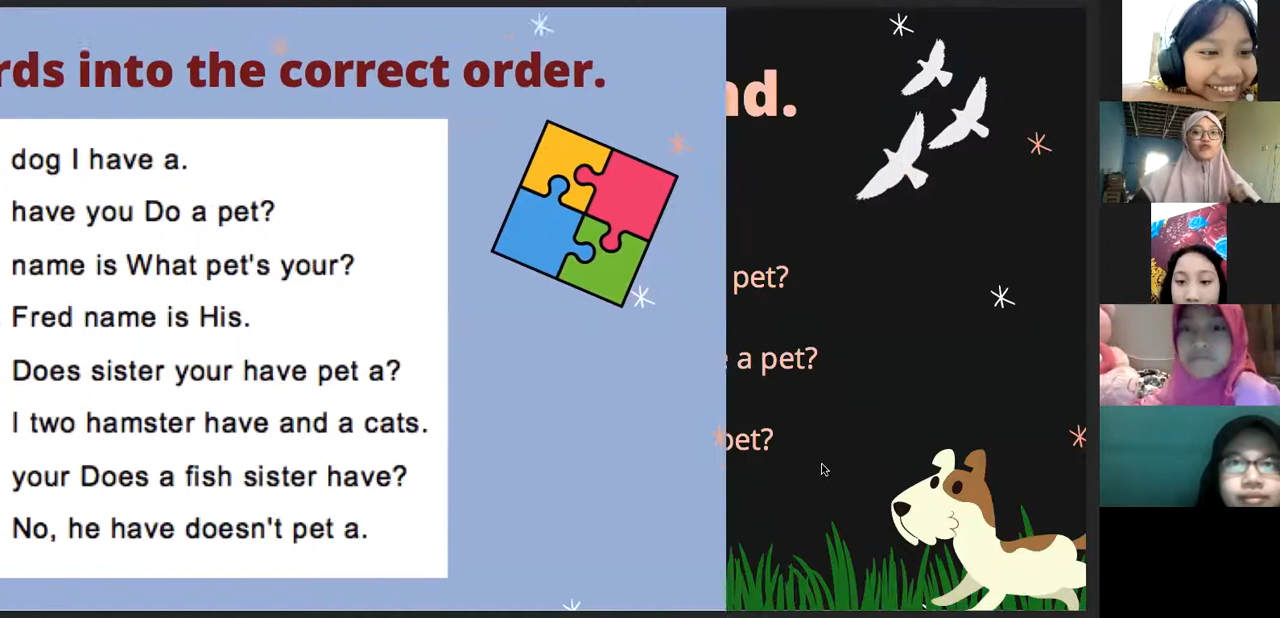 rds into the correct order.
dog I have a.
have you Do a pet?
name is What pet's your?
Fred name is His.
Does sister your have pet a?
I two hamster have and a cats.
your Does a fish sister have?
No, he have doesn't pet a.
nd.
pet?
a pet?
pet?